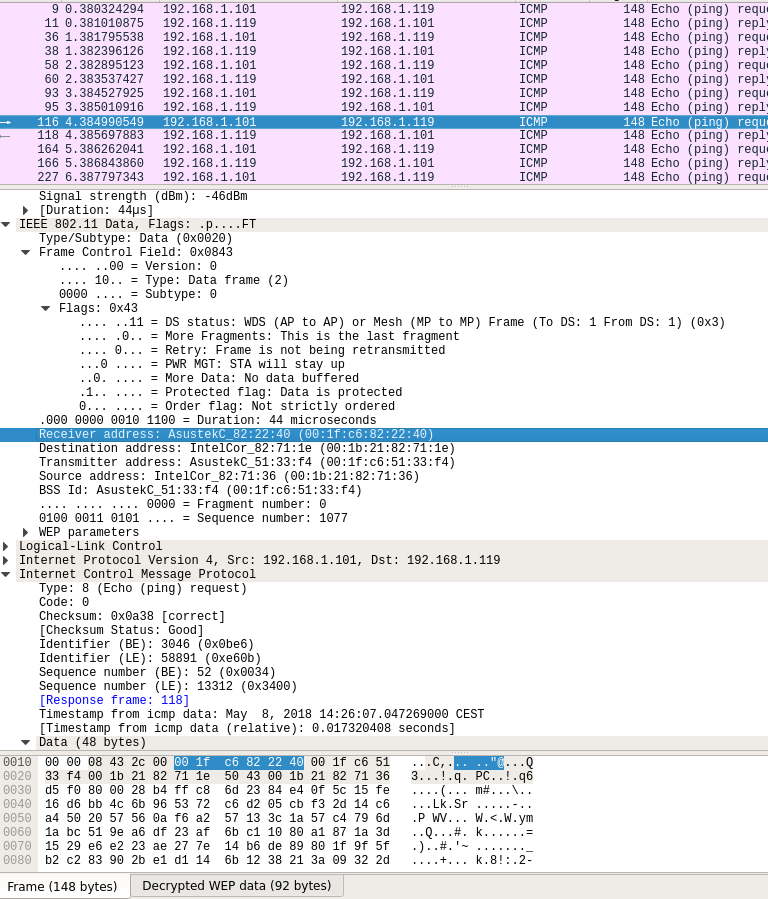 9 0.380324294 192.168.1.101 192.168.1.119 ICMP 148 Echo (ping) requ
11 0.381010875 192.168.1.119 192.168.1.101 ICMP 148 Echo (ping) repl
36 1.381795538 192.168.1.101 192.168.1.119 ICMP 148 Echo (ping) requ
38 1.382396126 192.168.1.119 192.168.1.101 ICMP 148 Echo (ping) repl
58 2.382895123 192.168.1.101 192.168.1.119 ICMP 148 Echo (ping) requ
60 2.383537427 192.168.1.119 192.168.1.101 ICMP 148 Echo (ping) repl
93 3.384527925 192.168.1.101 192.168.1.119 ICMP 148 Echo (ping) requ
95 3.385010916 192.168.1.119 192.168.1.101 ICMP 148 Echo (ping) repl
116 4.384990549 192.168.1.101 192.168.1.119 ICMP 148 Echo (ping) requ
118 4.385697883 192.168.1.119 192.168.1.101 ICMP 148 Echo (ping) repl
164 5.386262041 192.168.1.101 192.168.1.119 ICMP 148 Echo (ping) requ
166 5.386843860 192.168.1.119 192.168.1.101 ICMP 148 Echo (ping) repl
227 6.387797343 192.168.1.101 192.168.1.119 ICMP 148 Echo (ping) requ
Signal strength (dBm): -46dBm
[Duration: 44µs]
IEEE 802.11 Data, Flags: .p....FT
Type/Subtype: Data (0x0020)
Frame Control Field: 0x0843
.... ..00 = Version: 0
.... 10.. = Type: Data frame (2)
0000 .... = Subtype: 0
Flags: 0x43
.... ..11 = DS status: WDS (AP to AP) or Mesh (MP to MP) Frame (To DS: 1 From DS: 1) (0x3)
.... .0.. = More Fragments: This is the last fragment
.... 0... = Retry: Frame is not being retransmitted
...0 .... = PWR MGT: STA will stay up
..0. .... = More Data: No data buffered
.1.. .... = Protected flag: Data is protected
0... .... = Order flag: Not strictly ordered
.000 0000 0010 1100 = Duration: 44 microseconds
Receiver address: AsustekC_82:22:40 (00:1f:c6:82:22:40)
Destination address: IntelCor_82:71:1e (00:1b:21:82:71:1e)
Transmitter address: AsustekC_51:33:f4 (00:1f:c6:51:33:f4)
Source address: IntelCor_82:71:36 (00:1b:21:82:71:36)
BSS Id: AsustekC_51:33:f4 (00:1f:c6:51:33:f4)
.... .... .... 0000 = Fragment number: 0
0100 0011 0101 .... = Sequence number: 1077
WEP parameters
Logical-Link Control
Internet Protocol Version 4, Src: 192.168.1.101, Dst: 192.168.1.119
Internet Control Message Protocol
Type: 8 (Echo (ping) request)
Code: 0
Checksum: 0x0a38 [correct]
[Checksum Status: Good]
Identifier (BE): 3046 (0x0be6)
Identifier (LE): 58891 (0xe60b)
Sequence number (BE): 52 (0x0034)
Sequence number (LE): 13312 (0x3400)
[Response frame: 118]
Timestamp from icmp data: May  8, 2018 14:26:07.047269000 CEST
[Timestamp from icmp data (relative): 0.017320408 seconds]
Data (48 bytes)
0010 00 00 08 43 2c 00 00 1f c6 82 22 40 00 1f c6 51 ...C,... .."@...Q
0020 33 f4 00 1b 21 82 71 1e 50 43 00 1b 21 82 71 36 3...!.q. PC..!.q6
0030 d5 f0 80 00 28 b4 ff c8 6d 23 84 e4 0f 5c 15 fe ....(... m#...\..
0040 16 d6 bb 4c 6b 96 53 72 c6 d2 05 cb f3 2d 14 c6 ...Lk.Sr .....-..
0050 a4 50 20 57 56 0a f6 a2 57 13 3c 1a 57 c4 79 6d .P WV... W.<.W.ym
0060 1a bc 51 9e a6 df 23 af 6b c1 10 80 a1 87 1a 3d ..Q...#. k......=
0070 15 29 e6 e2 23 ae 27 7e 14 b6 de 89 80 1f 9f 5f .)..#.'~ ......._
0080 b2 c2 83 90 2b e1 d1 14 6b 12 38 21 3a 09 32 2d ....+... k.8!:.2-
Frame (148 bytes) Decrypted WEP data (92 bytes)